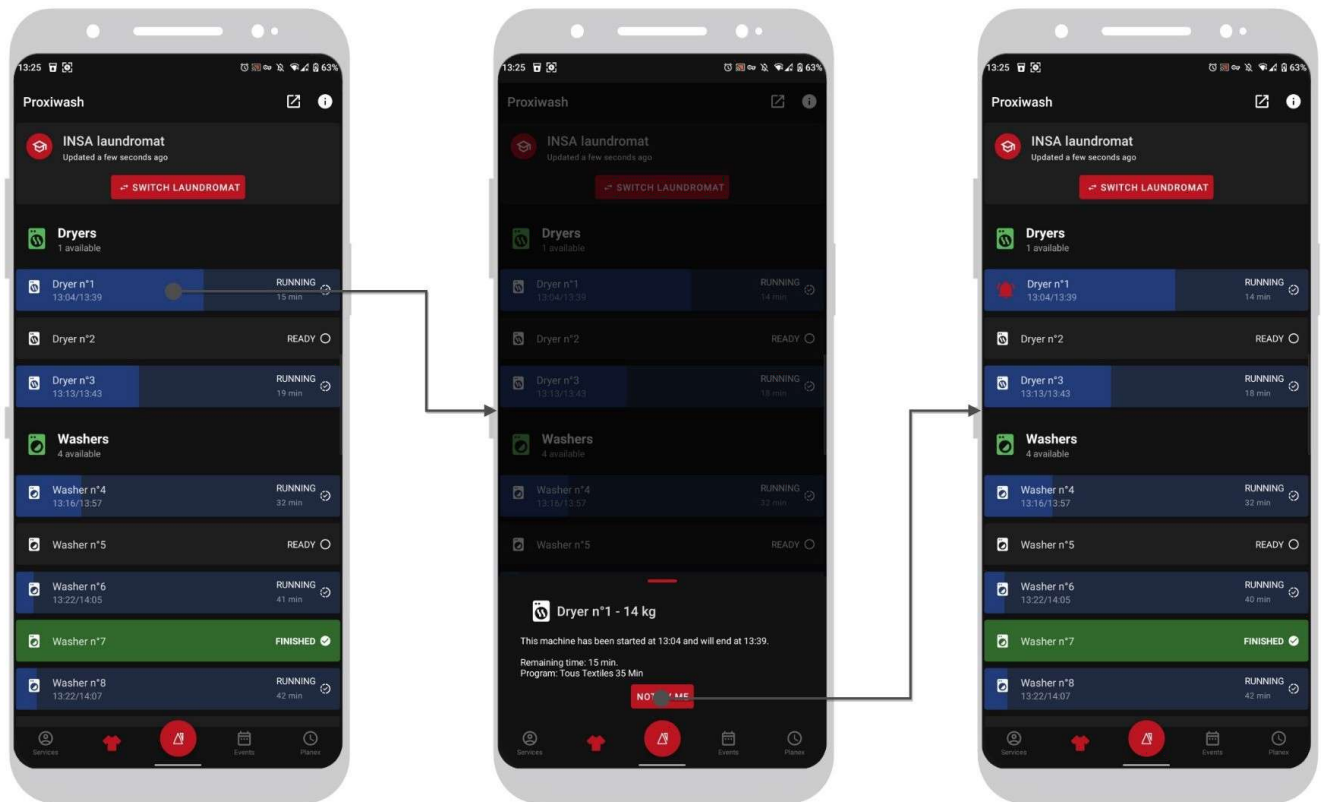 13:25
63%
Proxiwash
INSA laundromat
Updated a few seconds ago
SWITCH LAUNDROMAT
Dryers
1 available
Dryer n°1
RUNNING
13:04/13:39
15 min
Dryer n°2
READY
Dryer n°3
RUNNING
13:13/13:43
19 min
Washers
4 available
Washer n°4
RUNNING
13:16/13:57
32 min
Washer n°5
READY
Washer n°6
RUNNING
13:22/14:05
41 min
Washer n°7
FINISHED
Washer n°8
RUNNING
13:22/14:07
42 min
Services
Events
Planex
13:25
63%
Proxiwash
INSA laundromat
Updated a few seconds ago
SWITCH LAUNDROMAT
Dryers
1 available
Dryer n°1
RUNNING
13:04/13:39
14 min
Dryer n°2
READY
Dryer n°3
RUNNING
13:13/13:43
18 min
Washers
4 available
Washer n°4
RUNNING
13:16/13:57
32 min
Washer n°5
READY
Dryer n°1 - 14 kg
This machine has been started at 13:04 and will end at 13:39.
Remaining time: 15 min.
Program: Tous Textiles 35 Min
ME
Services
Events
Planex
13:25
63%
Proxiwash
INSA laundromat
Updated a few seconds ago
SWITCH LAUNDROMAT
Dryers
1 available
Dryer n°1
RUNNING
13:04/13:39
14 min
Dryer n°2
READY
Dryer n°3
RUNNING
13:13/13:43
18 min
Washers
4 available
Washer n°4
RUNNING
13:16/13:57
32 min
Washer n°5
READY
Washer n°6
RUNNING
13:22/14:05
40 min
Washer n°7
FINISHED
Washer n°8
RUNNING
13:22/14:07
42 min
Services
Events
Planex